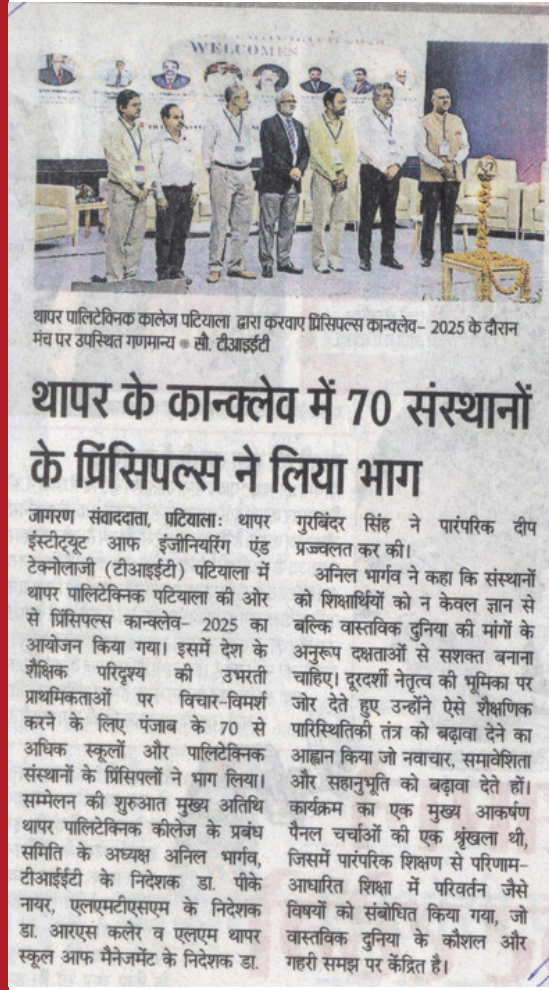 WELCOMES
थापर पालिटेक्निक कालेज पटियाला द्वारा करवाए प्रिंसिपल्स कान्क्लेव- 2025 के दौरान
मंच पर उपस्थित गणमान्य ● सौ. टीआइईटी
थापर के कान्क्लेव में 70 संस्थानों
के प्रिंसिपल्स ने लिया भाग
जागरण संवाददाता, पटियालाः थापर
इंस्टीट्यूट आफ इंजीनियरिंग एंड
टेक्नोलाजी (टीआइईटी) पटियाला में
थापर पालिटेक्निक पटियाला की ओर
से प्रिंसिपल्स कान्क्लेव- 2025 का
आयोजन किया गया। इसमें देश के
शैक्षिक परिदृश्य की उभरती
प्राथमिकताओं पर विचार-विमर्श
करने के लिए पंजाब के 70 से
अधिक स्कूलों और पालिटेक्निक
संस्थानों के प्रिंसिपलों ने भाग लिया।
सम्मेलन की शुरुआत मुख्य अतिथि
थापर पालिटेक्निक कीलेज के प्रबंध
समिति के अध्यक्ष अनिल भार्गव,
टीआईईटी के निदेशक डा. पीके
नायर, एलएमटीएसएम के निदेशक
डा. आरएस कलेर व एलएम थापर
स्कूल आफ मैनेजमेंट के निदेशक डा.
गुरबिंदर सिंह ने पारंपरिक दीप
प्रज्ज्वलत कर की।
अनिल भार्गव ने कहा कि संस्थानों
को शिक्षार्थियों को न केवल ज्ञान से
बल्कि वास्तविक दुनिया की मांगों के
अनुरूप दक्षताओं से सशक्त बनाना
चाहिए। दूरदर्शी नेतृत्व की भूमिका पर
जोर देते हुए उन्होंने ऐसे शैक्षणिक
पारिस्थितिकी तंत्र को बढ़ावा देने का
आह्वान किया जो नवाचार, समावेशिता
और सहानुभूति को बढ़ावा देते हों।
कार्यक्रम का एक मुख्य आकर्षण
पैनल चर्चाओं की एक श्रृंखला थी,
जिसमें पारंपरिक शिक्षण से परिणाम-
आधारित शिक्षा में परिवर्तन जैसे
विषयों को संबोधित किया गया, जो
वास्तविक दुनिया के कौशल और
गहरी समझ पर केंद्रित है।